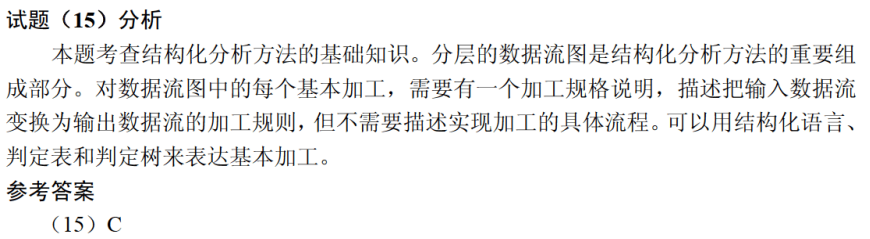 试题（15）分析
本题考查结构化分析方法的基础知识。分层的数据流图是结构化分析方法的重要组
成部分。对数据流图中的每个基本加工，需要有一个加工规格说明，描述把输入数据流
变换为输出数据流的加工规则，但不需要描述实现加工的具体流程。可以用结构化语言、
判定表和判定树来表达基本加工。
参考答案
（15）C